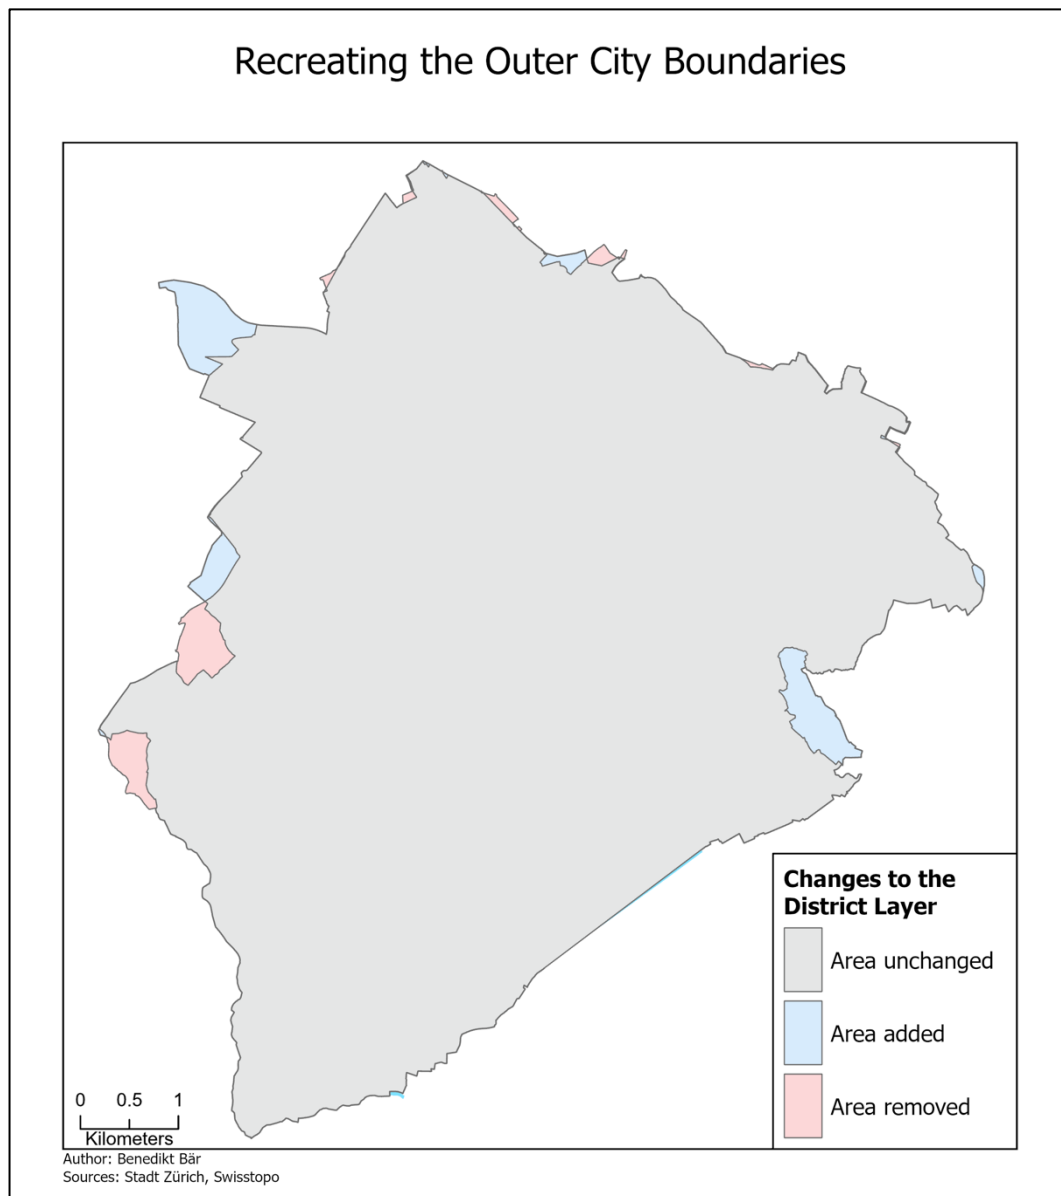 Recreating the Outer City Boundaries
Changes to the
District Layer
Area unchanged
Area added
Area removed
0 0.5 1
Kilometers
Author: Benedikt Bär
Sources: Stadt Zürich, Swisstopo